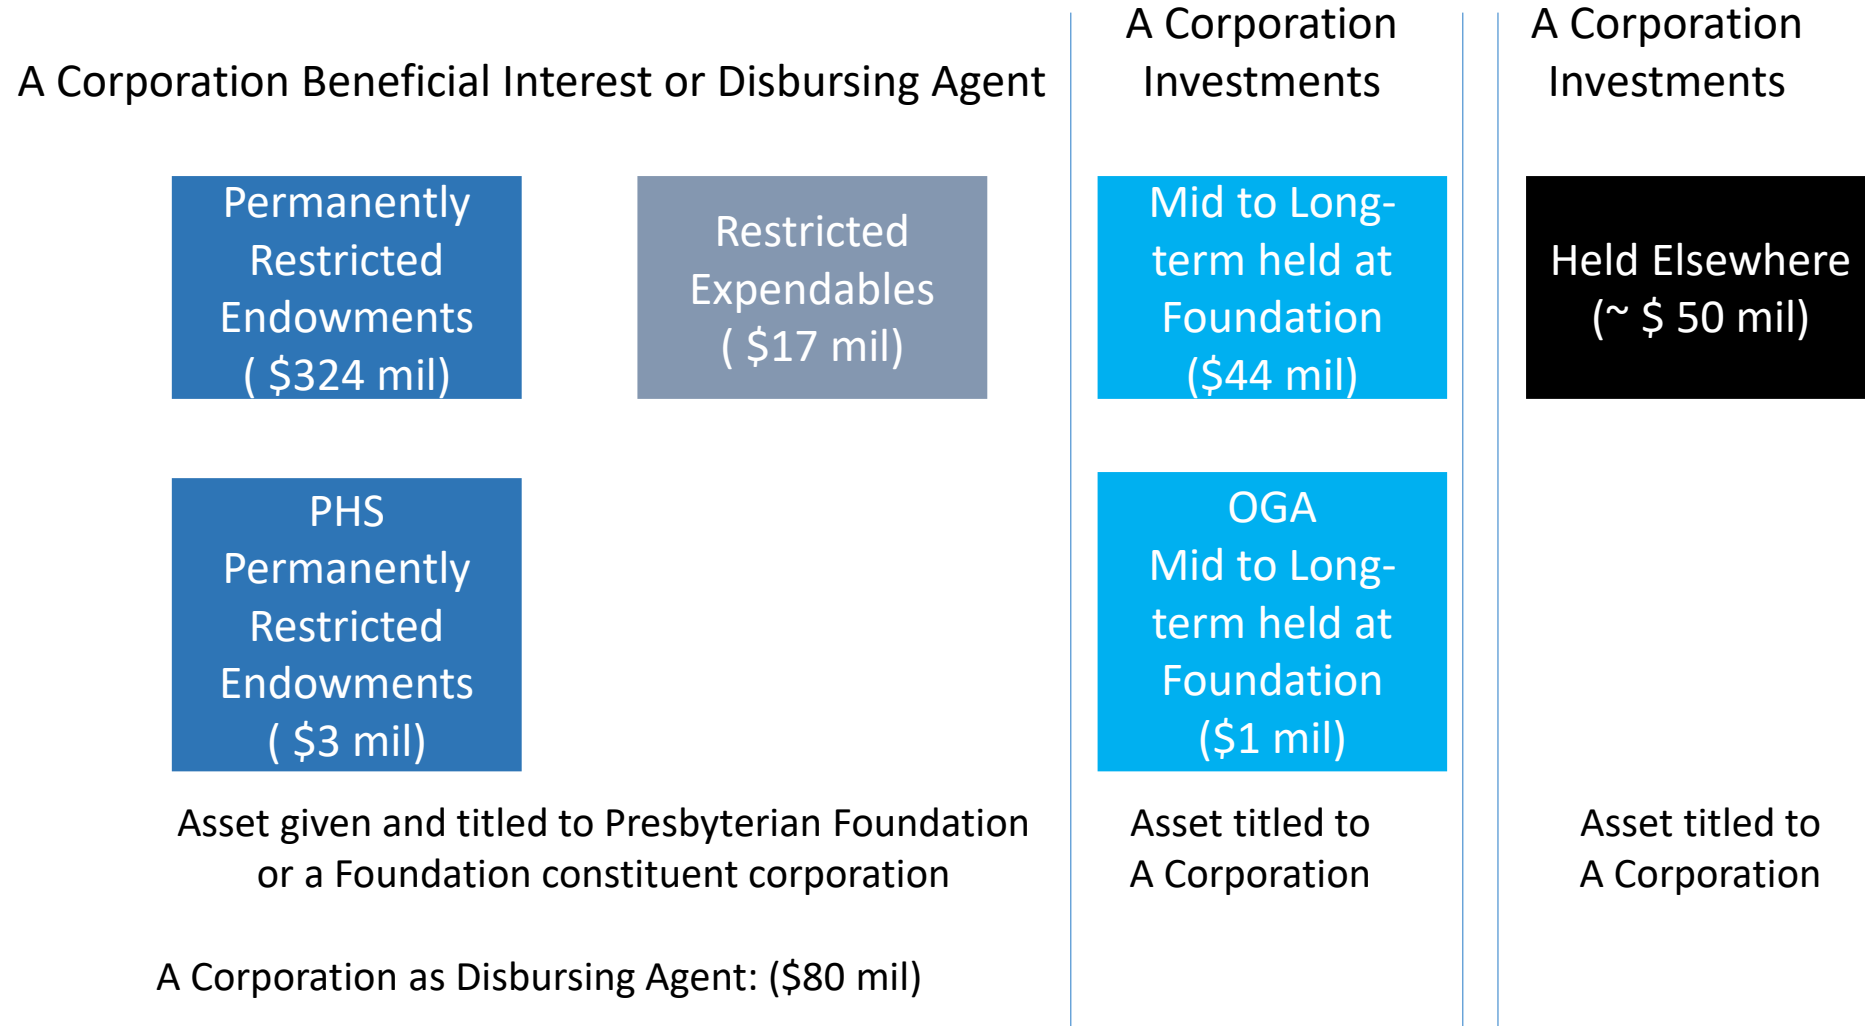 A Corporation Beneficial Interest or Disbursing Agent
A Corporation
Investments
A Corporation
Investments
Permanently
Restricted
Endowments
( $324 mil)
Restricted
Expendables
( $17 mil)
Mid to Long-
term held at
Foundation
($44 mil)
Held Elsewhere
(~ $ 50 mil)
PHS
Permanently
Restricted
Endowments
( $3 mil)
OGA
Mid to Long-
term held at
Foundation
($1 mil)
Asset given and titled to Presbyterian Foundation
or a Foundation constituent corporation
Asset titled to
A Corporation
Asset titled to
A Corporation
A Corporation as Disbursing Agent: ($80 mil)